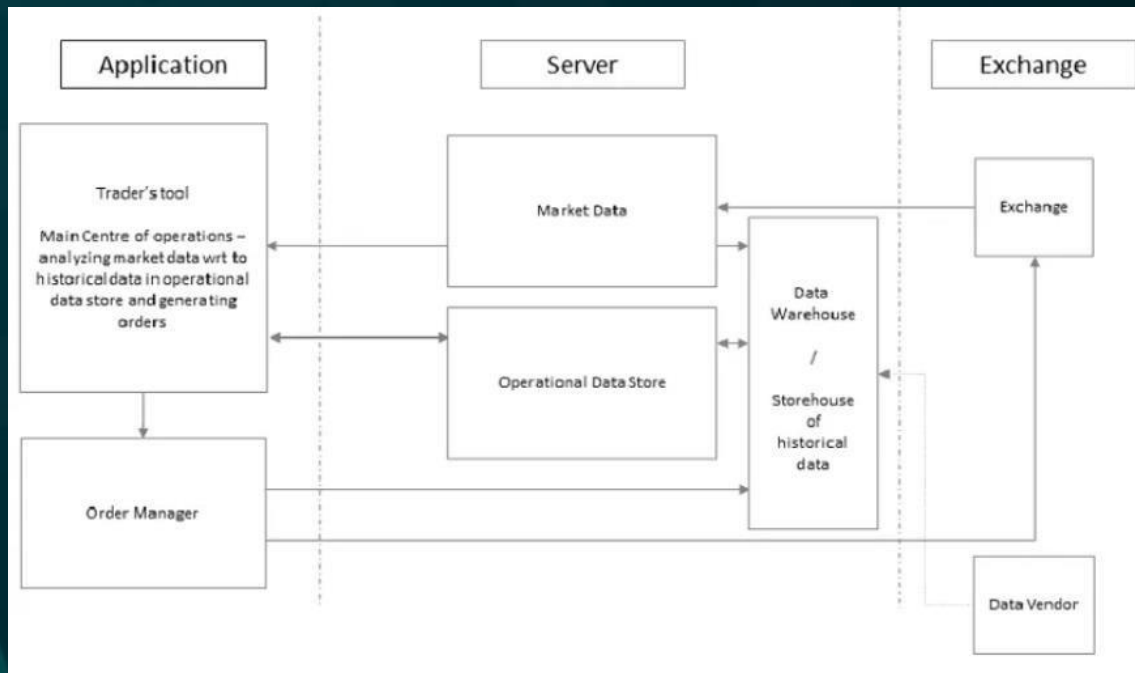 Application
Server
Exchange
Trader's tool
Main Centre of operations –
analyzing market data wrt to
historical data in operational
data store and generating
orders
Market Data
Exchange
Data
Warehouse
/
Storehouse
of
historical
data
Operational Data Store
Order Manager
Data Vendor